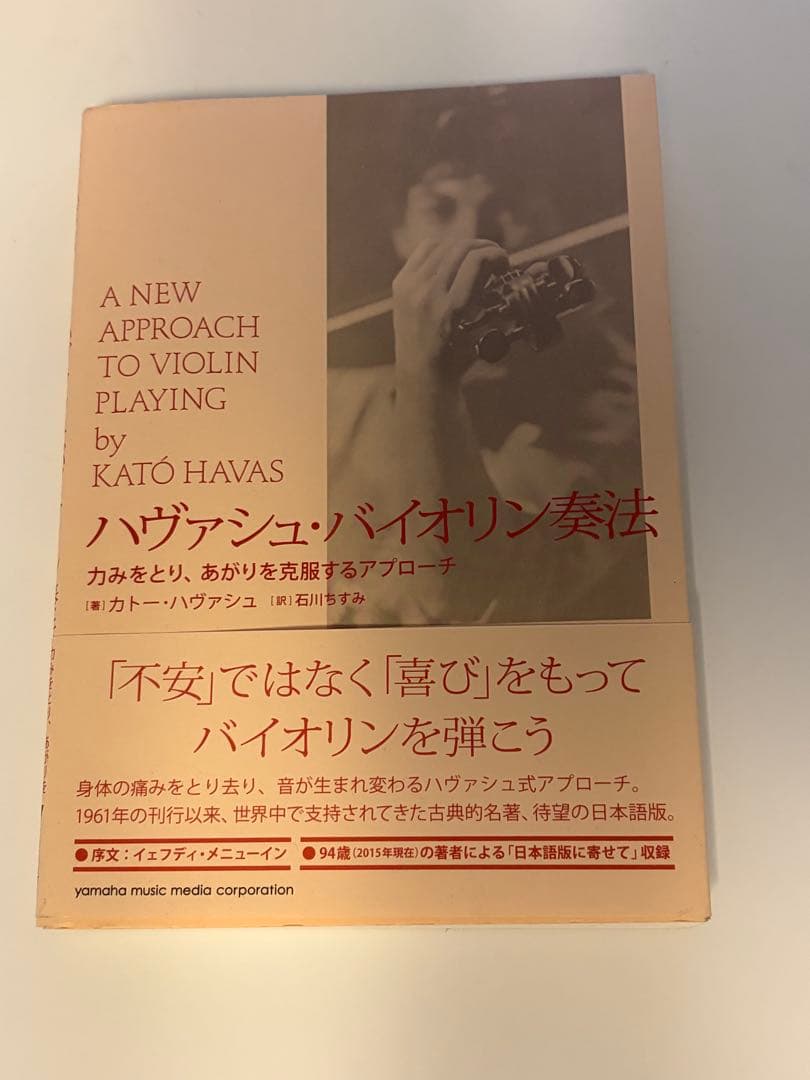 A NEW
APPROACH
TO VIOLIN
PLAYING
by
KATÓ HAVAS
ハヴァシュ・バイオリン奏法
力みをとり、あがりを克服するアプローチ
[著]カトー・ハヴァシュ [訳]石川ちすみ
「不安」ではなく「喜び」をもって
バイオリンを弾こう
身体の痛みをとり去り、音が生まれ変わるハヴァシュ式アプローチ。
1961年の刊行以来、世界中で支持されてきた古典的名著、待望の日本語版。
●序文：イェフディ・メニューイン ●94歳(2015年現在)の著者による「日本語版に寄せて」収録
yamaha music media corporation